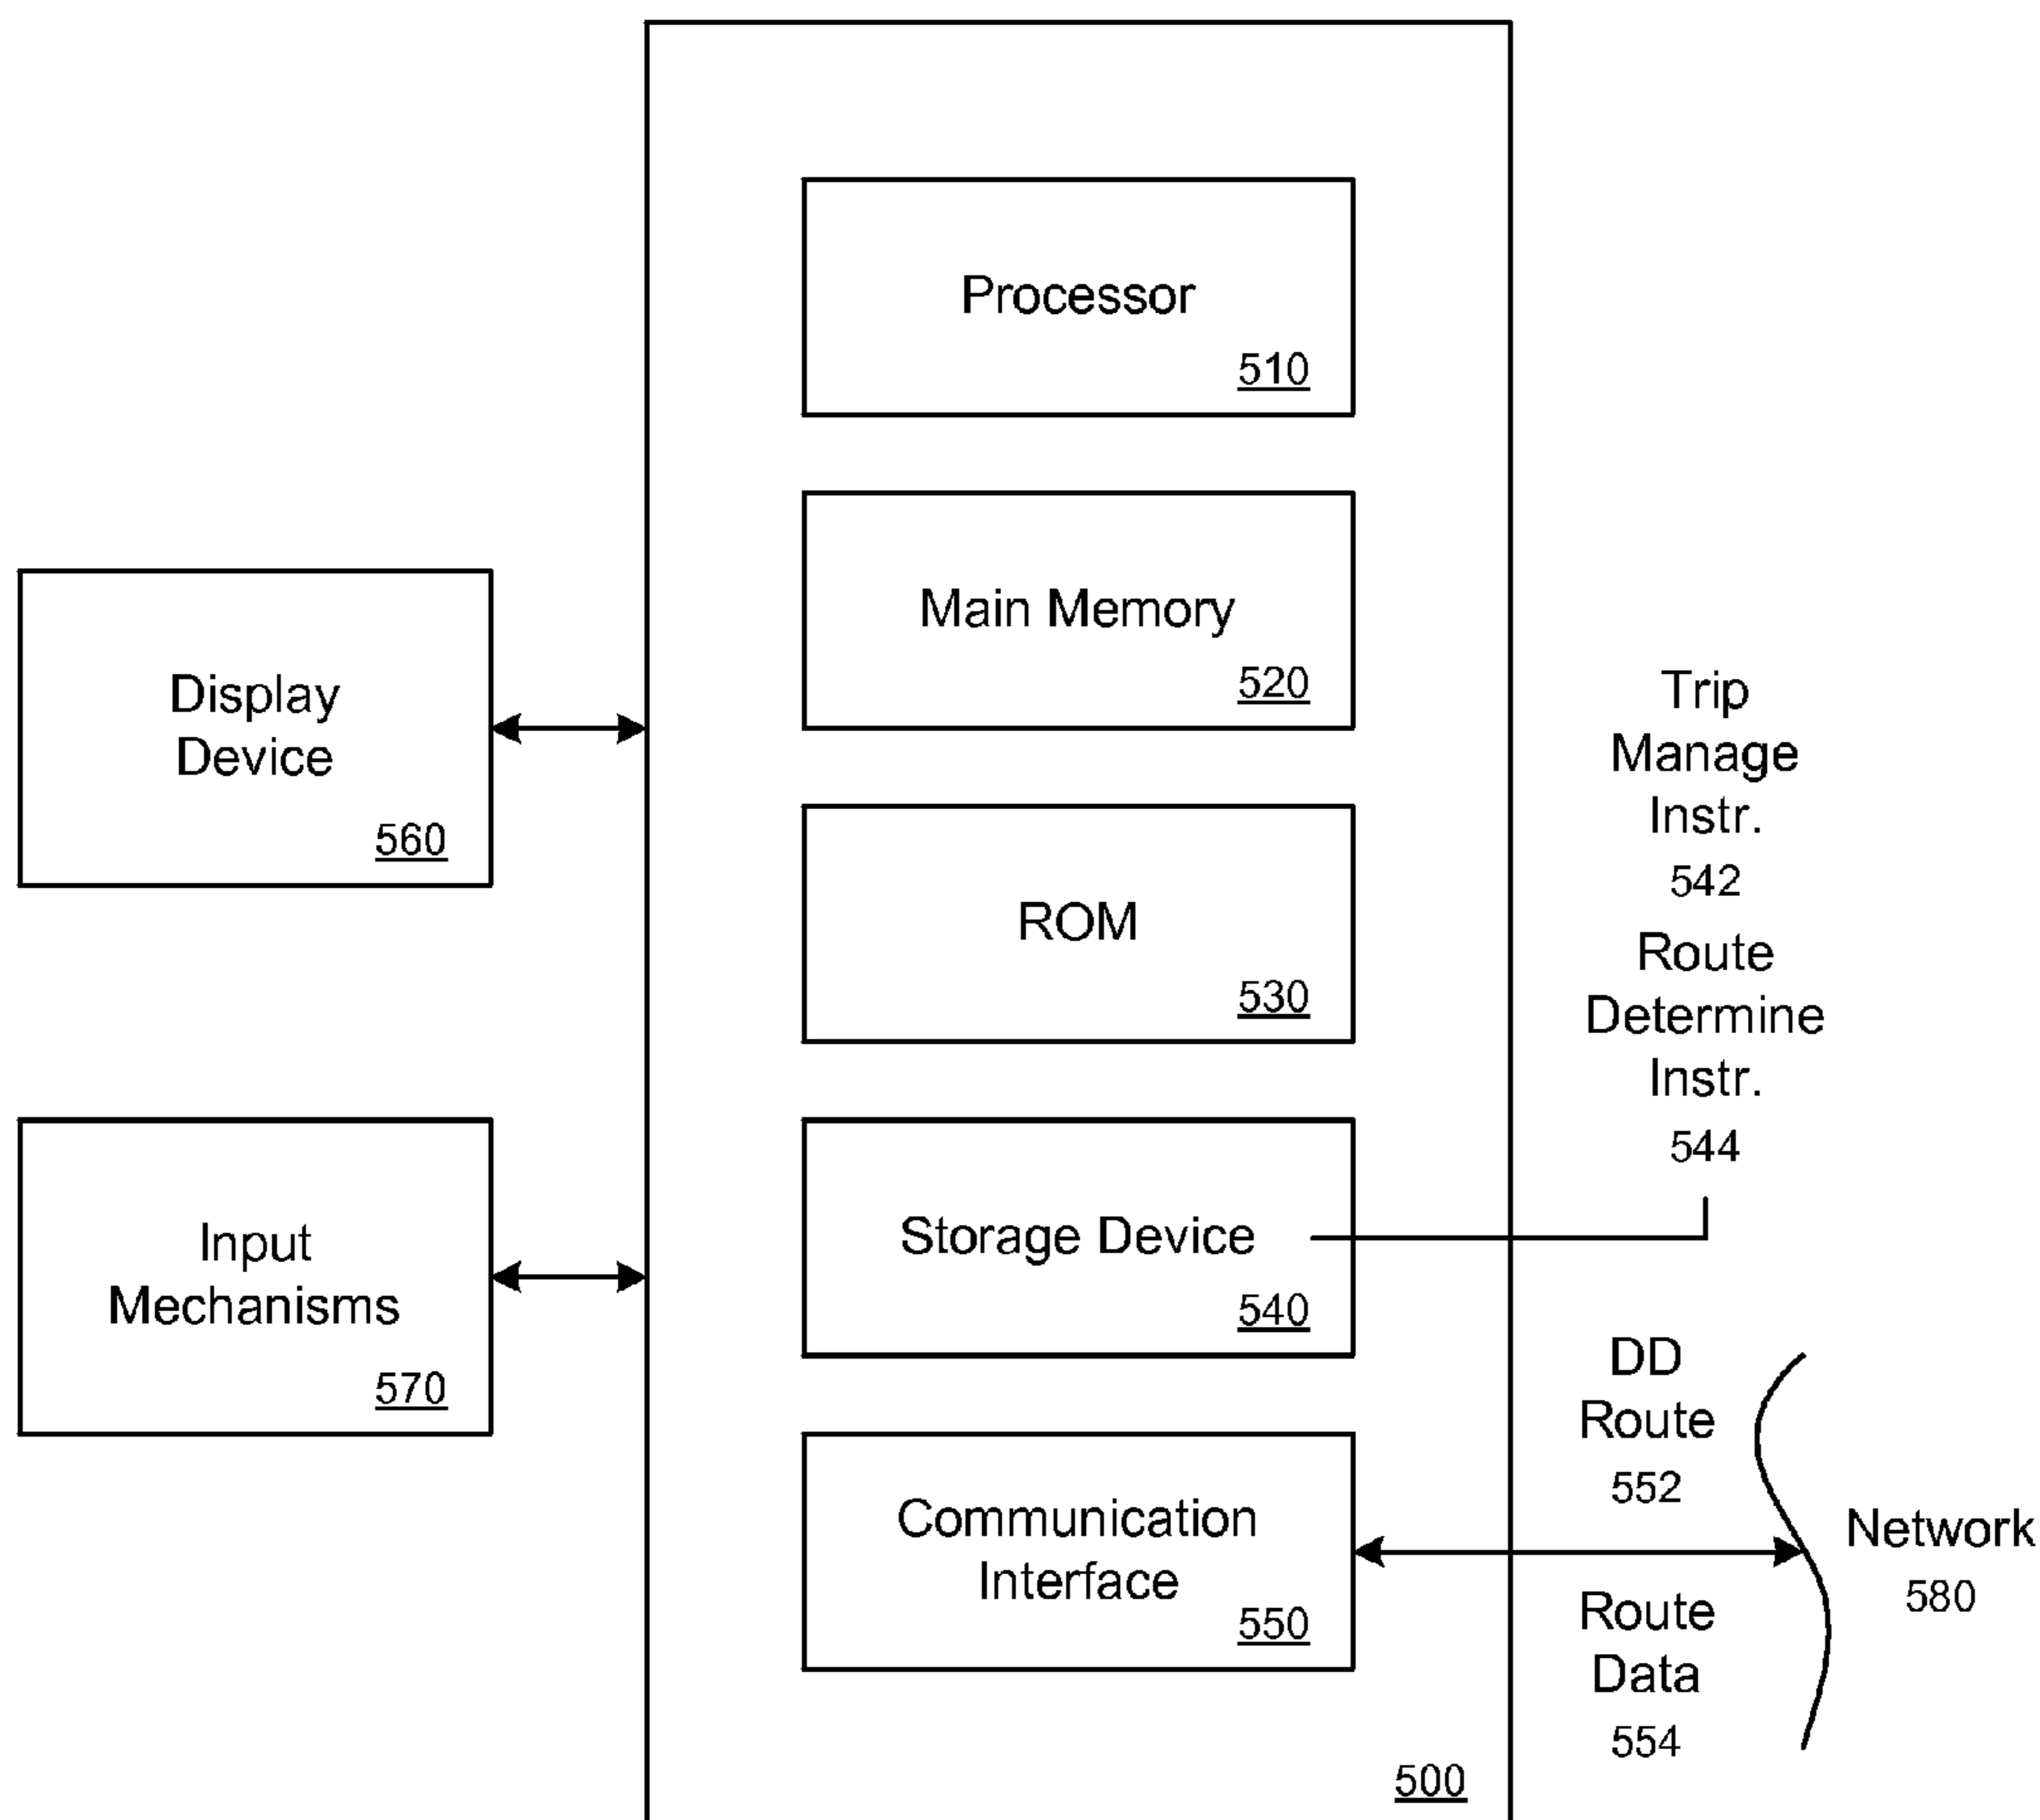 Processor
510
Main Memory
520
ROM
530
Storage Device
540
Communication
Interface
550
500
Display
Device
560
Input
Mechanisms
570
Trip
Manage
Instr.
542
Route
Determine
Instr.
544
DD
Route
552
Route
Data
554
Network
580